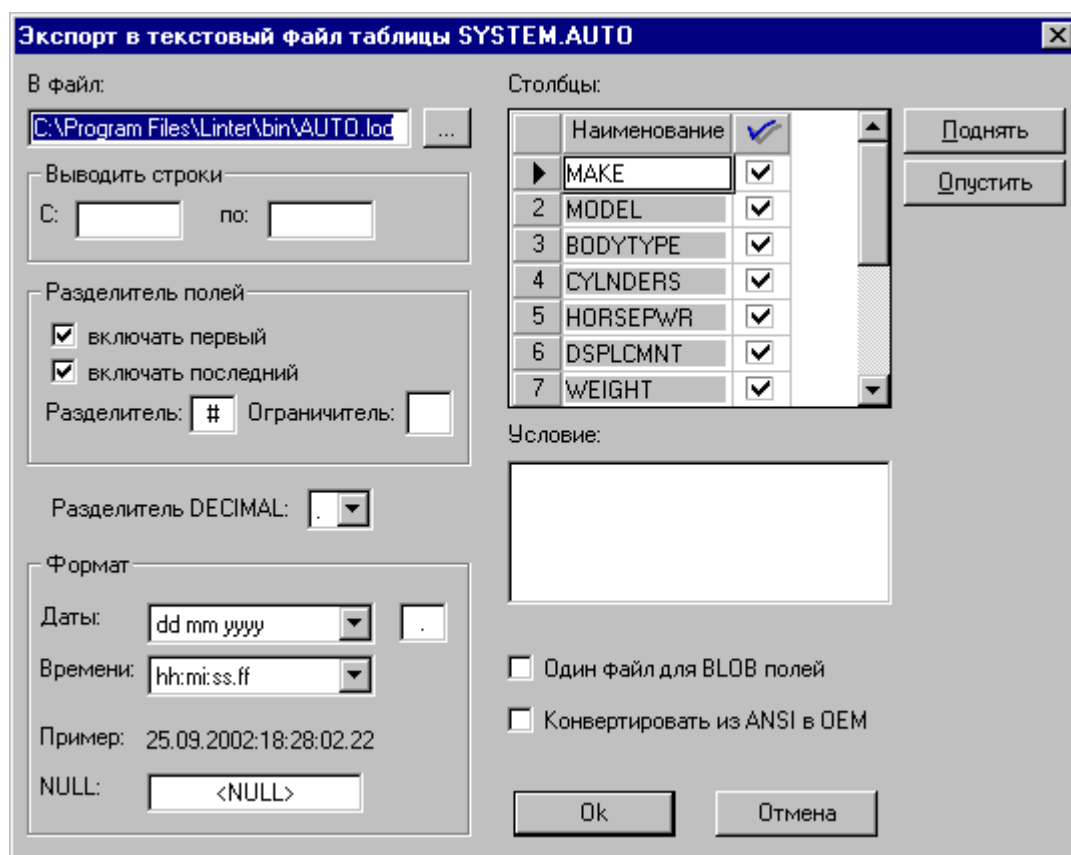 Экспорт в текстовый файл таблицы SYSTEM.AUTO
В файл:
C:\Program Files\Linter\bin\AUTO.lod
...
Выводить строки
С:
по:
Разделитель полей
включать первый
включать последний
Разделитель: # Ограничитель:
Разделитель DECIMAL: .
Формат
Даты: dd mm yyyy .
Времени: hh:mi:ss.ff
Пример: 25.09.2002:18:28:02.22
NULL: <NULL>
Столбцы:
Наименование
MAKE
2 MODEL
3 BODYTYPE
4 CYLNDERS
5 HORSEPWR
6 DSPLCMNT
7 WEIGHT
Поднять
Опустить
Условие:
Один файл для BLOB полей
Конвертировать из ANSI в OEM
Ok
Отмена